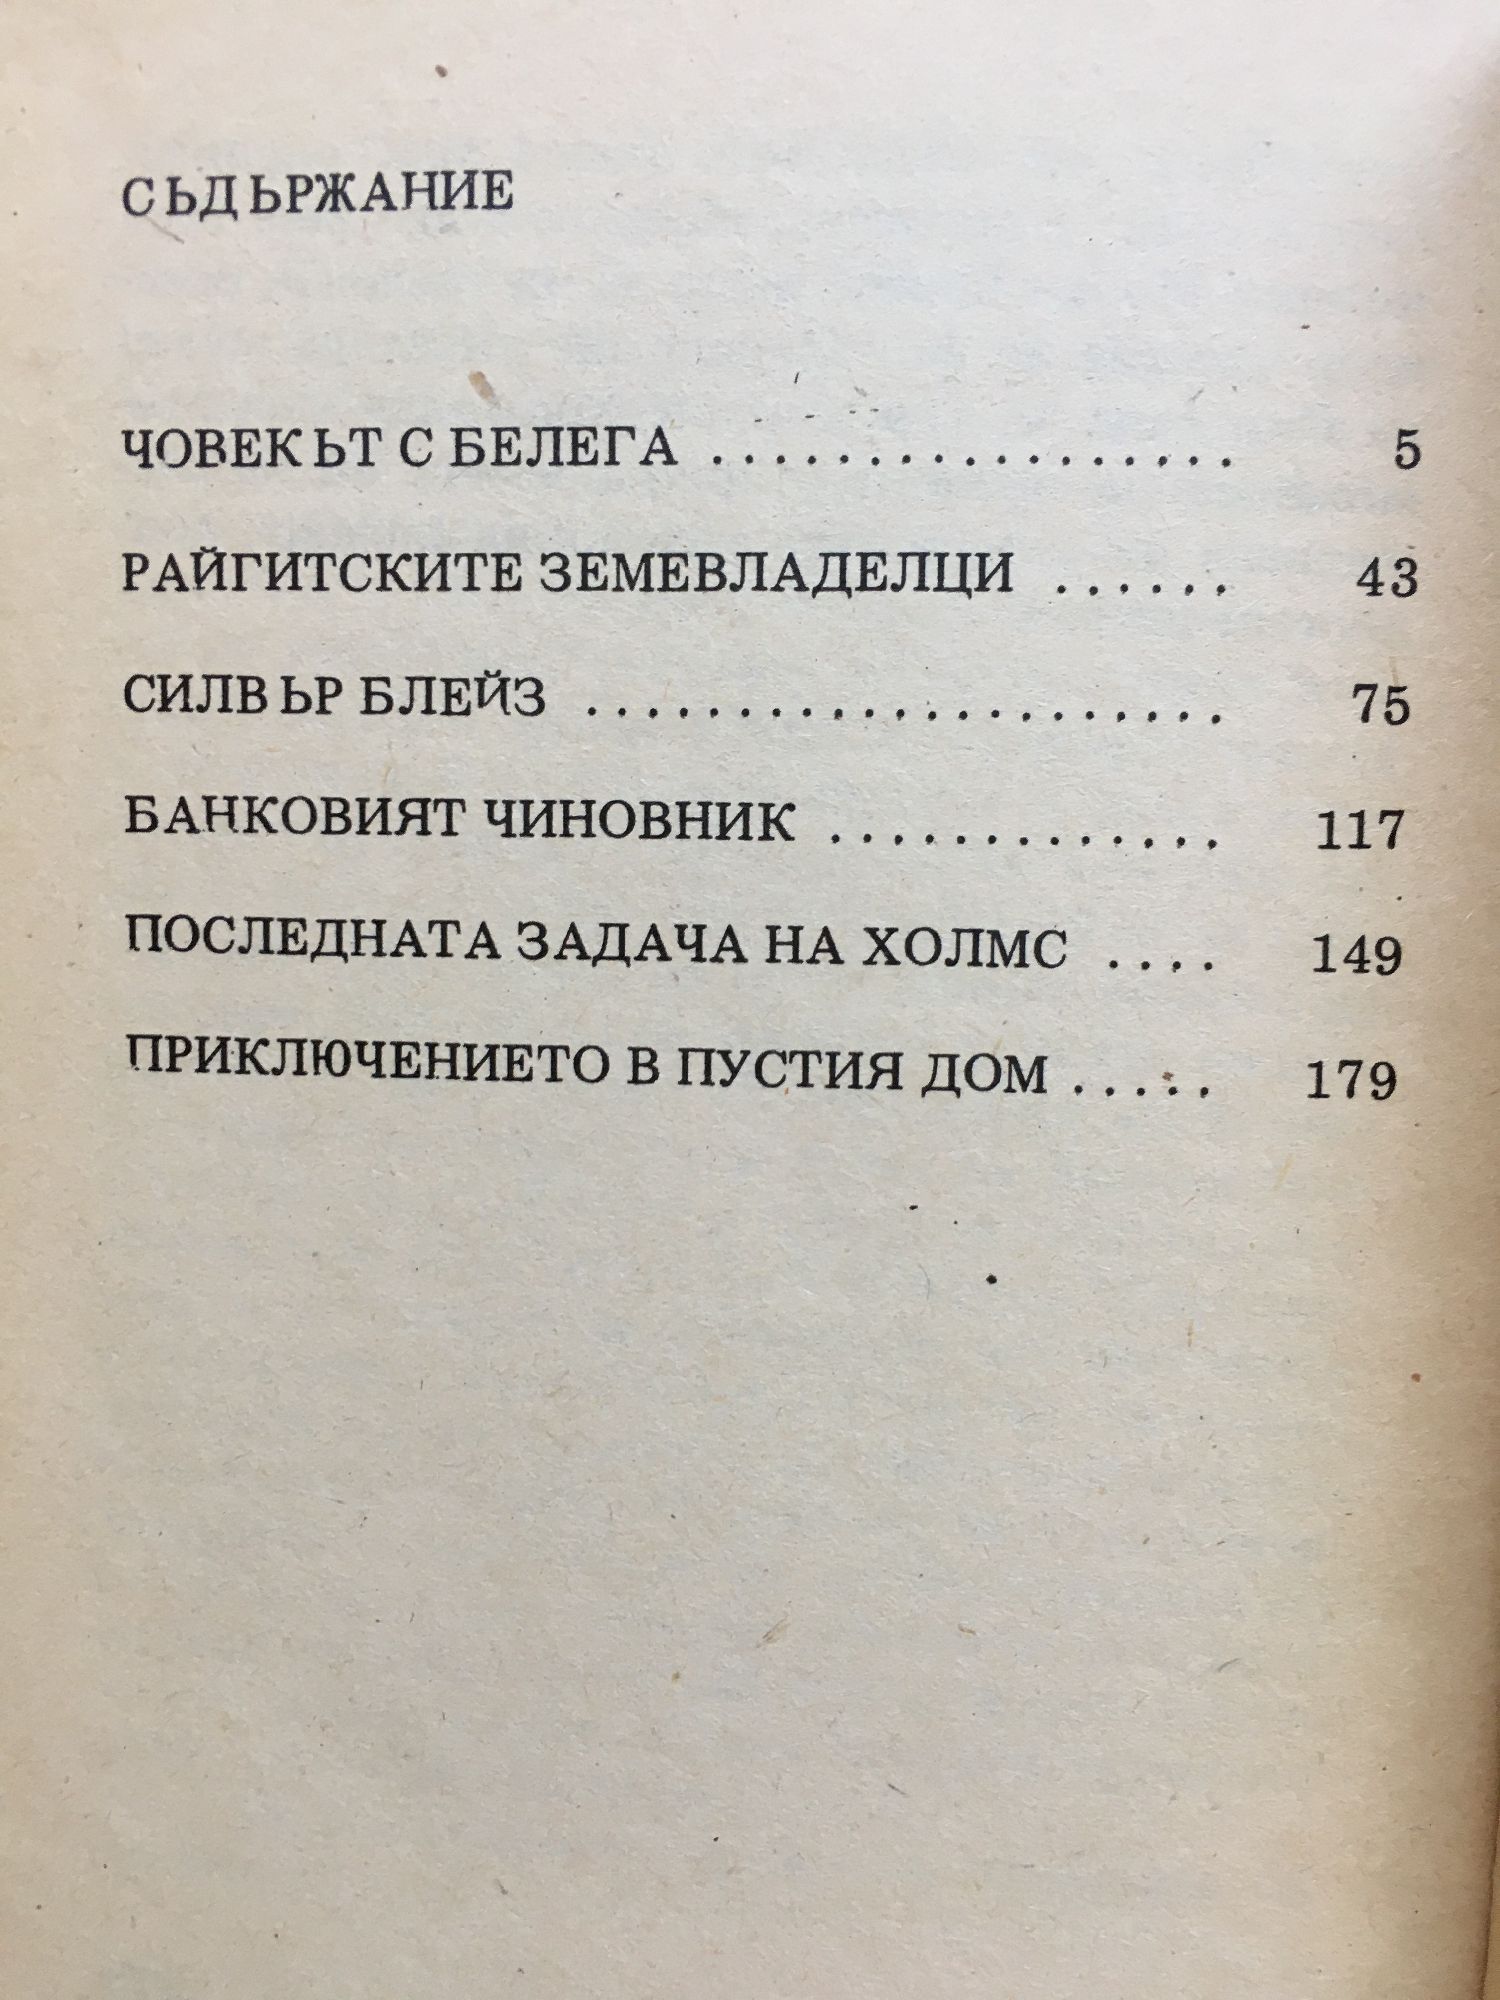 СЪДЪРЖАНИЕ
ЧОВЕКЪТ С БЕЛЕГА .................. 5
РАЙГИТСКИТЕ ЗЕМЕВЛАДЕЛЦИ ...... 43
СИЛВЪР БЛЕЙЗ ..................... 75
БАНКОВИЯТ ЧИНОВНИК ............. 117
ПОСЛЕДНАТА ЗАДАЧА НА ХОЛМС .... 149
ПРИКЛЮЧЕНИЕТО В ПУСТИЯ ДОМ ..... 179